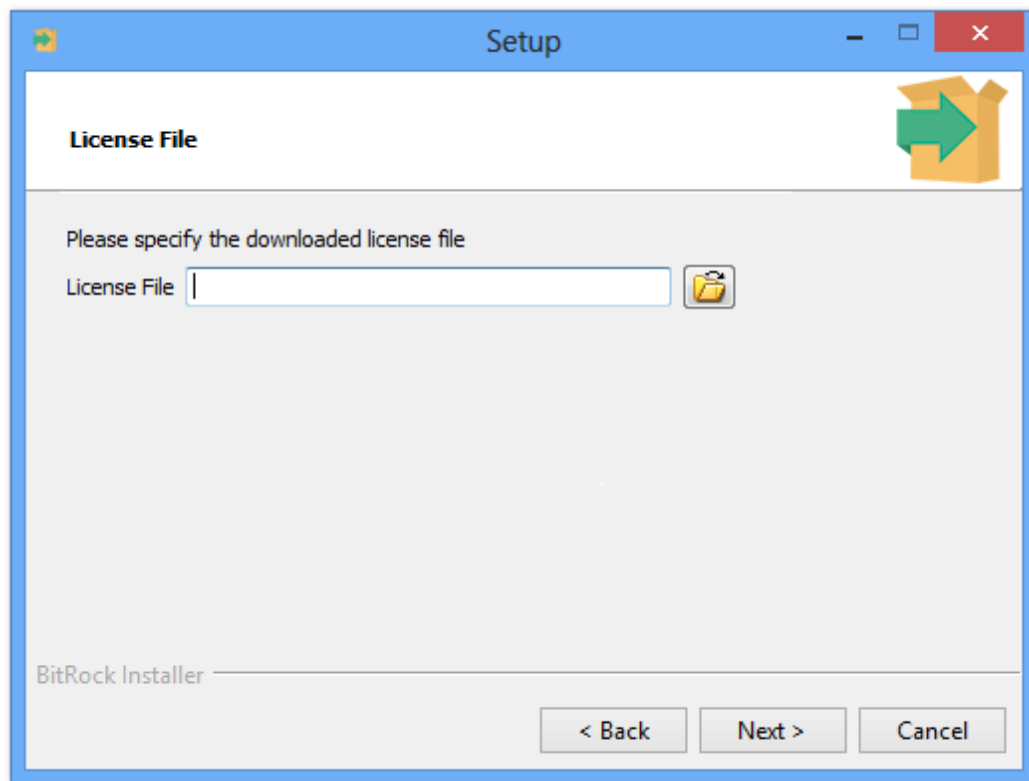 Setup
License File
Please specify the downloaded license file
License File
BitRock Installer
< Back Next > Cancel